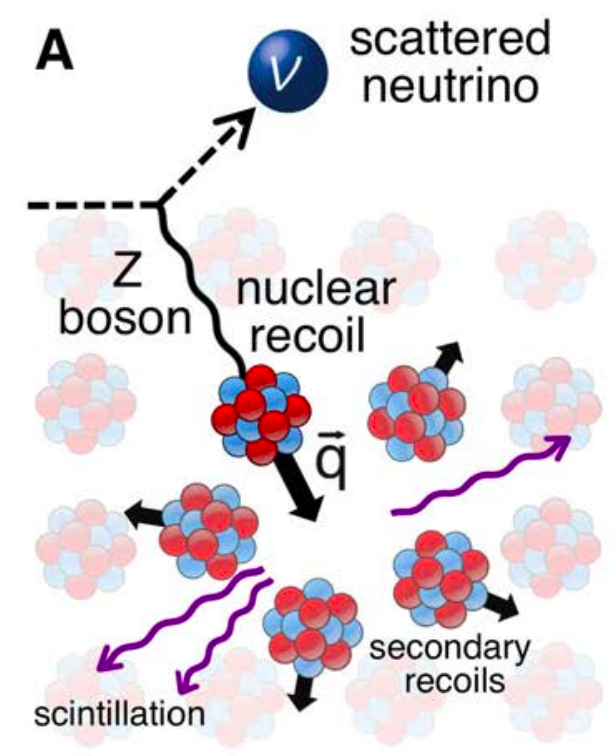 A
scattered
neutrino
ν
Z
boson
nuclear
recoil
q⃗
secondary
recoils
scintillation